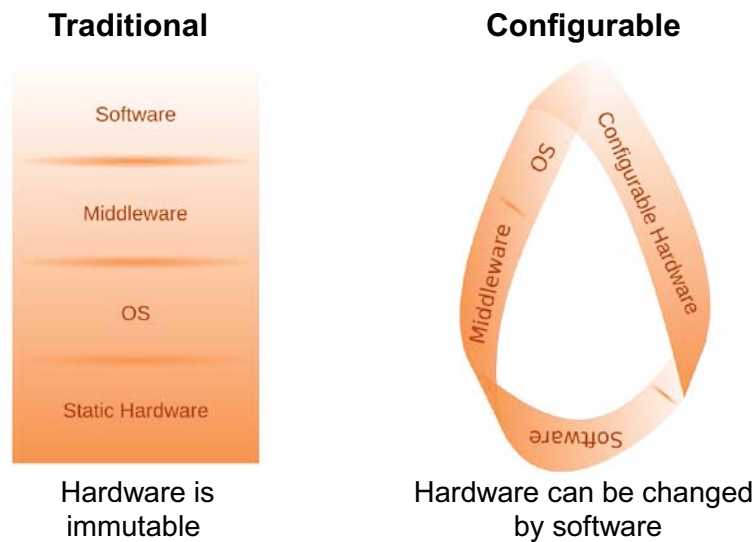 Traditional
Configurable
Software
Middleware
OS
Static Hardware
OS
Middleware
Configurable Hardware
Software
Hardware is
immutable
Hardware can be changed
by software